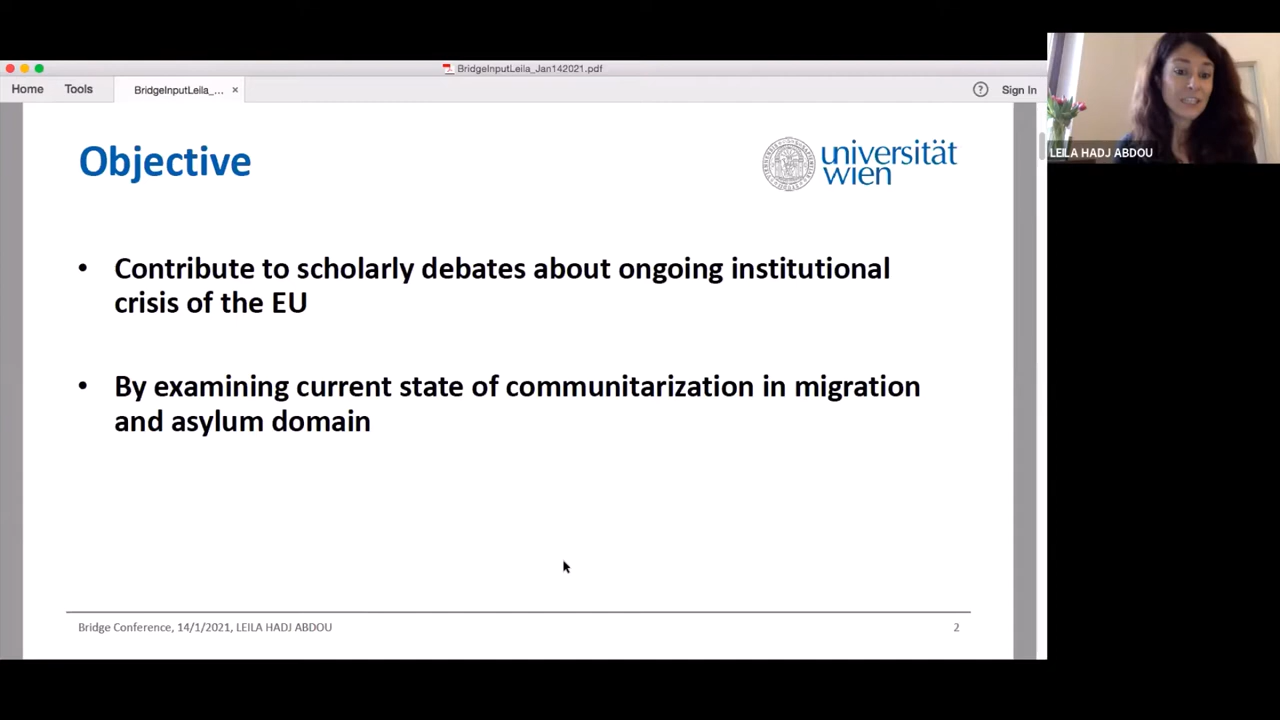 BridgeInputLeila_Jan142021.pdf
Home Tools BridgeInputLeila_... × ? Sign In
Objective
universität
wien
LEILA HADJ ABDOU
• Contribute to scholarly debates about ongoing institutional
crisis of the EU
• By examining current state of communitarization in migration
and asylum domain
Bridge Conference, 14/1/2021, LEILA HADJ ABDOU 2